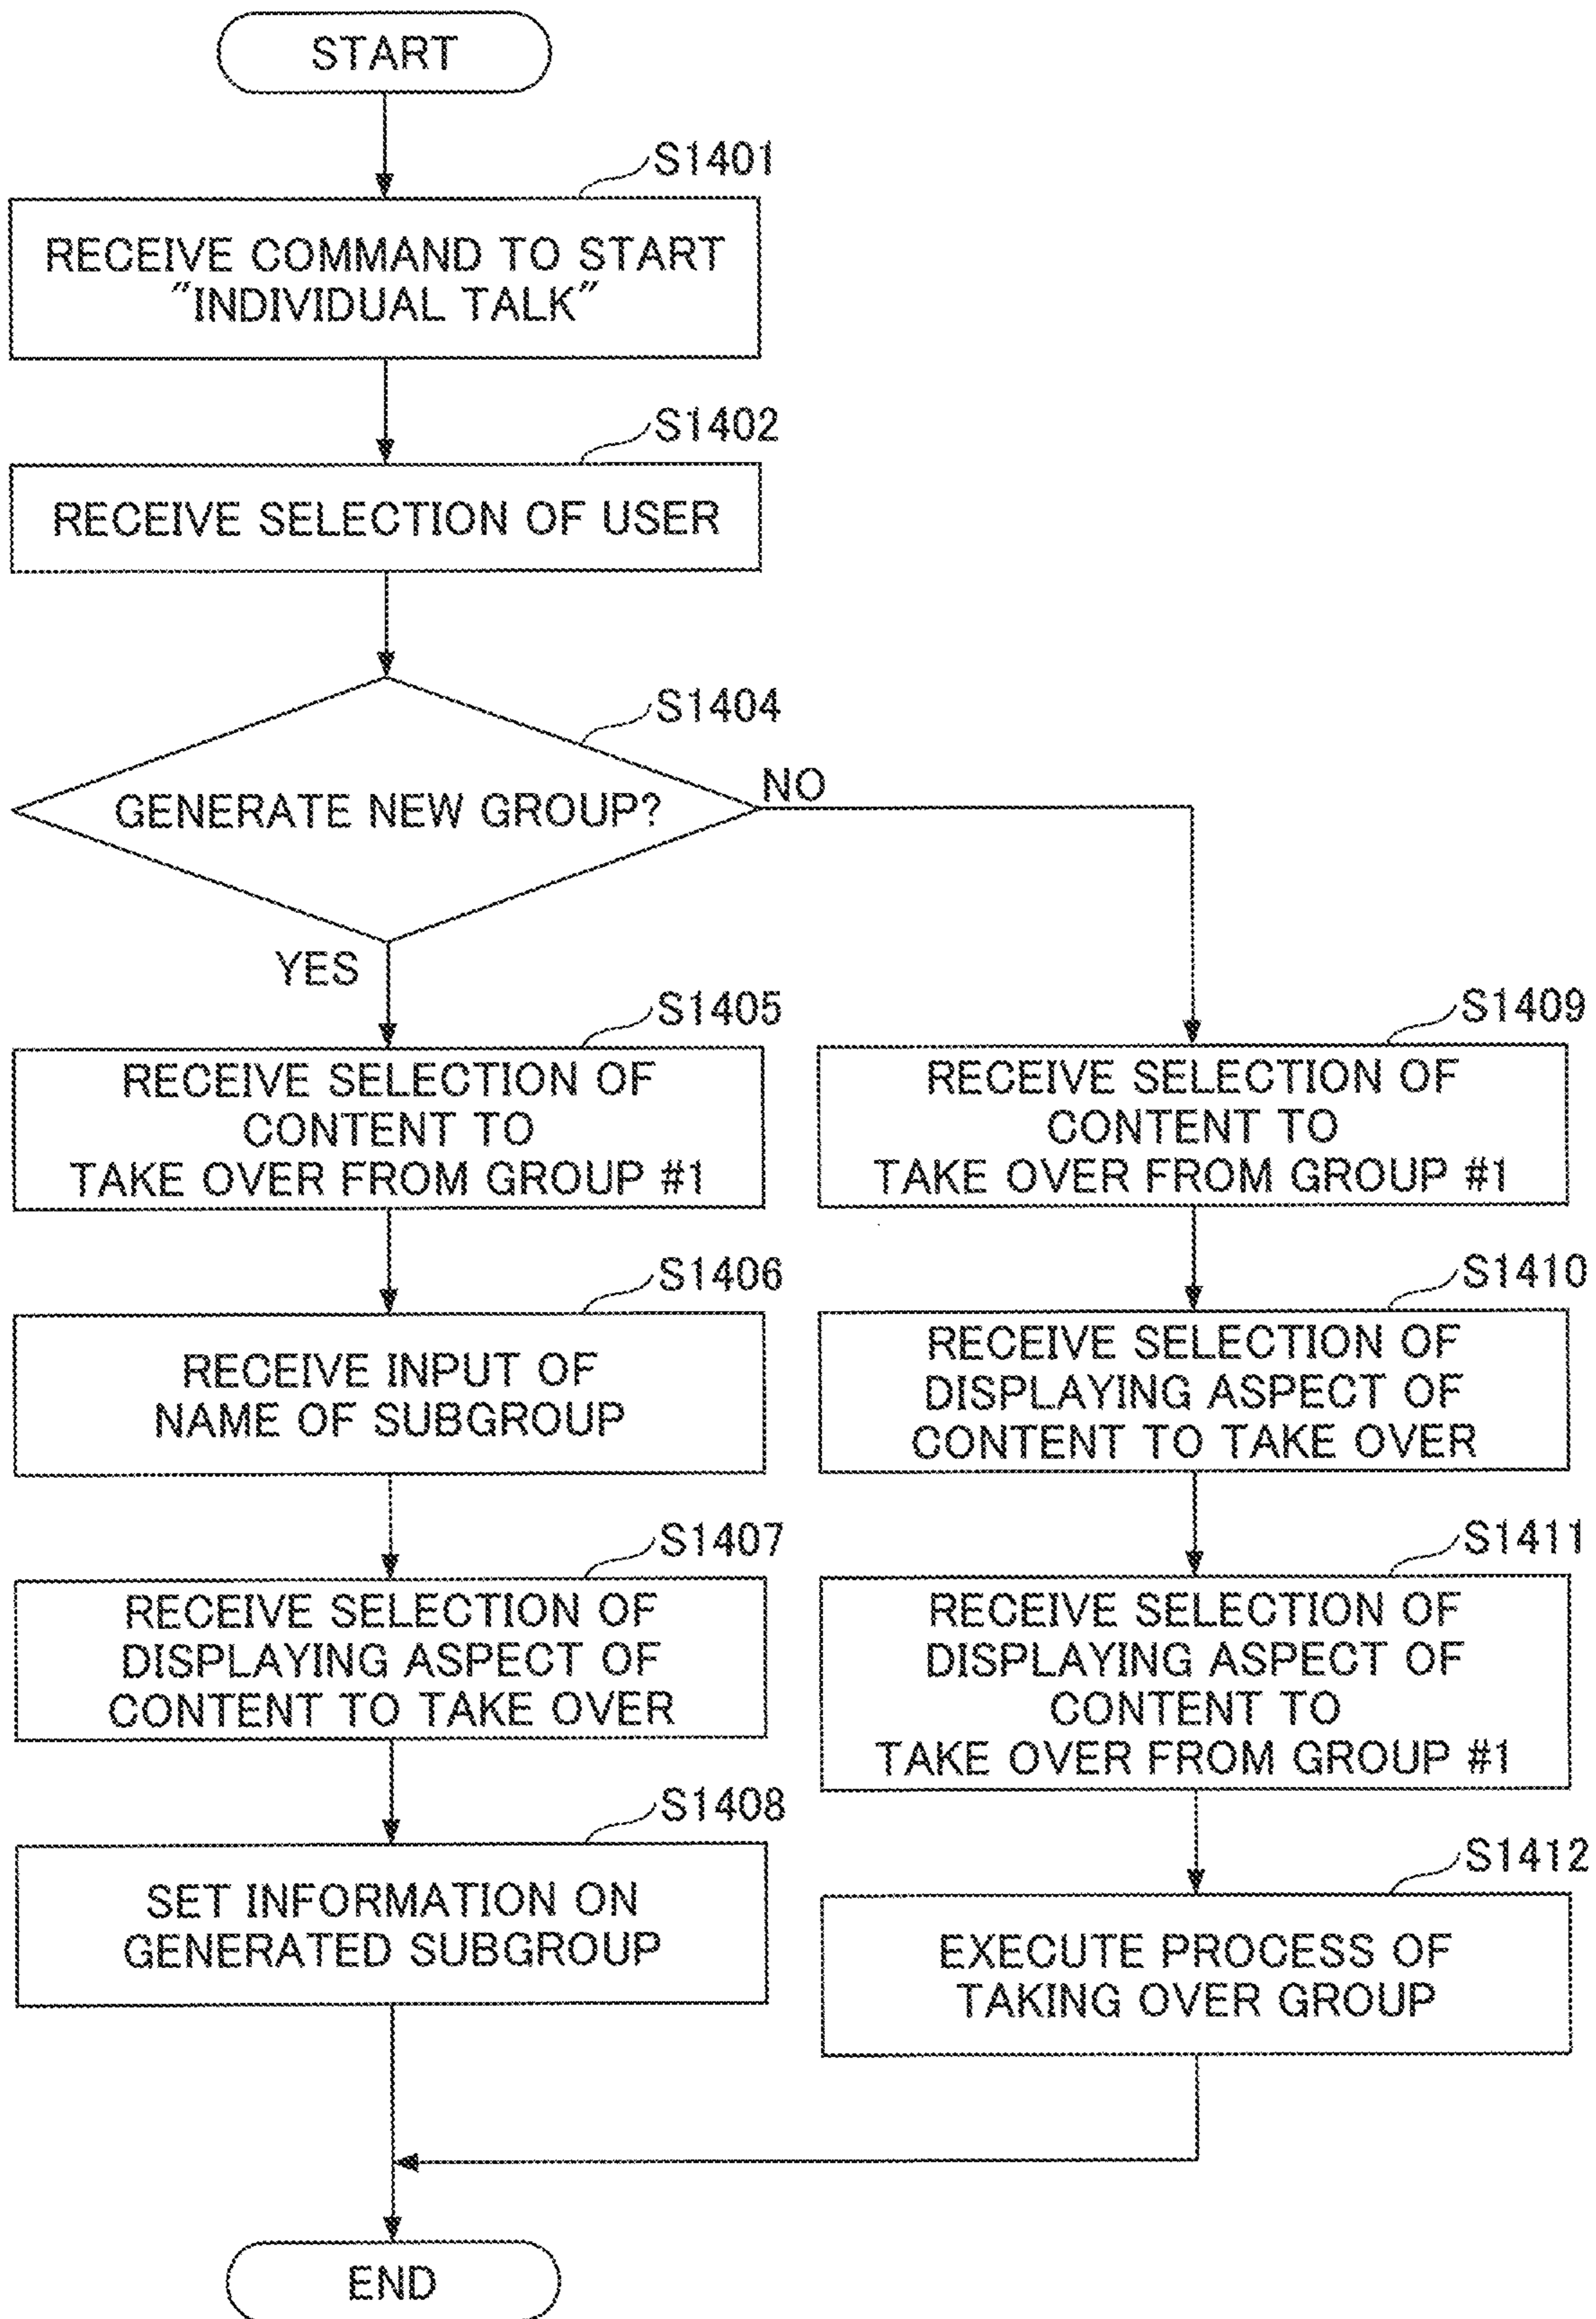 START
S1401
RECEIVE COMMAND TO START
"INDIVIDUAL TALK"
S1402
RECEIVE SELECTION OF USER
S1404
GENERATE NEW GROUP?
NO
YES
S1405
RECEIVE SELECTION OF
CONTENT TO
TAKE OVER FROM GROUP #1
S1406
RECEIVE INPUT OF
NAME OF SUBGROUP
S1407
RECEIVE SELECTION OF
DISPLAYING ASPECT OF
CONTENT TO TAKE OVER
S1408
SET INFORMATION ON
GENERATED SUBGROUP
S1409
RECEIVE SELECTION OF
CONTENT TO
TAKE OVER FROM GROUP #1
S1410
RECEIVE SELECTION OF
DISPLAYING ASPECT OF
CONTENT TO TAKE OVER
S1411
RECEIVE SELECTION OF
DISPLAYING ASPECT OF
CONTENT TO
TAKE OVER FROM GROUP #1
S1412
EXECUTE PROCESS OF
TAKING OVER GROUP
END